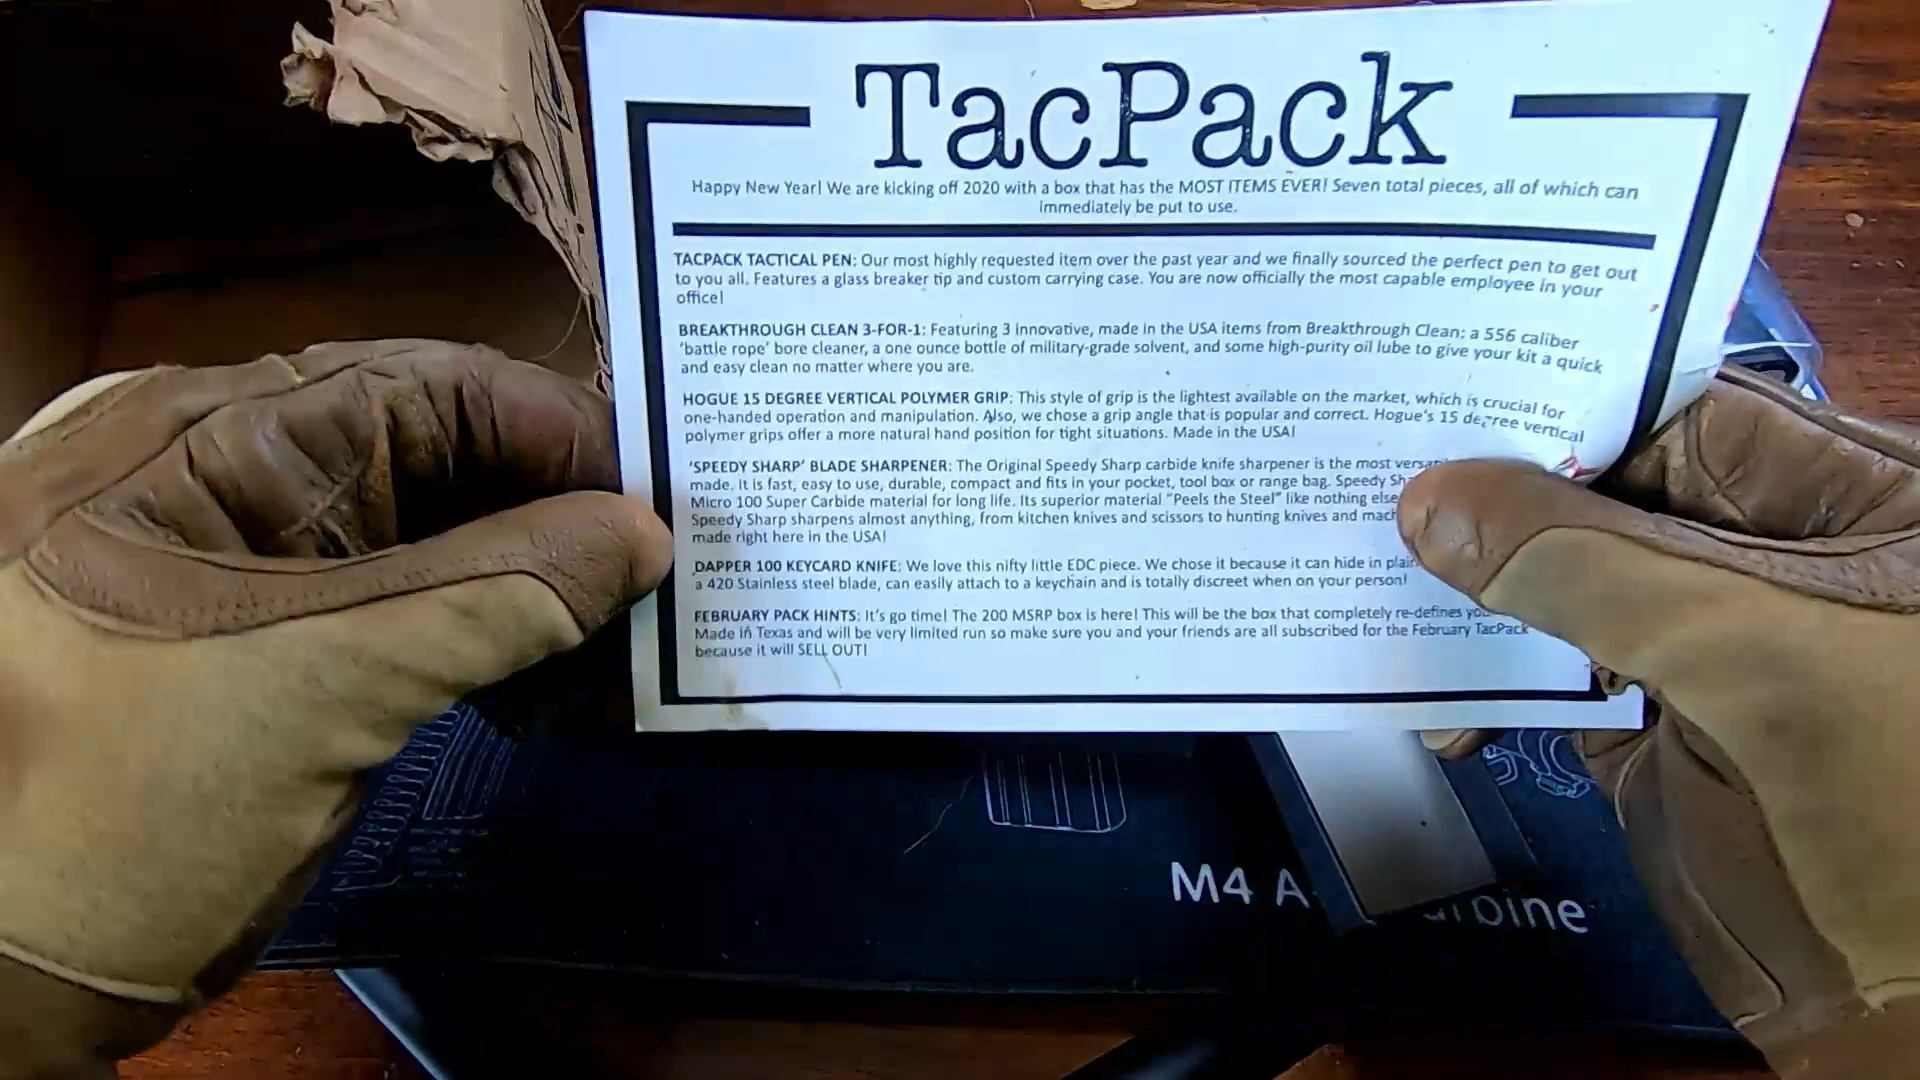 TacPack
Happy New Year! We are kicking off 2020 with a box that has the MOST ITEMS EVER! Seven total pieces, all of which can
immediately be put to use.
TACPACK TACTICAL PEN: Our most highly requested item over the past year and we finally sourced the perfect pen to get out
to you all. Features a glass breaker tip and custom carrying case. You are now officially the most capable employee in your
office!
BREAKTHROUGH CLEAN 3-FOR-1: Featuring 3 innovative, made in the USA items from Breakthrough Clean: a 556 caliber
'battle rope' bore cleaner, a one ounce bottle of military-grade solvent, and some high-purity oil lube to give your kit a quick
and easy clean no matter where you are.
HOGUE 15 DEGREE VERTICAL POLYMER GRIP: This style of grip is the lightest available on the market, which is crucial for
one-handed operation and manipulation. Also, we chose a grip angle that is popular and correct. Hogue's 15 degree vertical
polymer grips offer a more natural hand position for tight situations. Made in the USA!
'SPEEDY SHARP' BLADE SHARPENER: The Original Speedy Sharp carbide knife sharpener is the most
made. It is fast, easy to use, durable, compact and fits in your pocket, tool box or range bag. Speedy
Micro 100 Super Carbide material for long life. Its superior material "Peels the Steel" like nothing else
Speedy Sharp sharpens almost anything, from kitchen knives and scissors to hunting knives and
made right here in the USA!
DAPPER 100 KEYCARD KNIFE: We love this nifty little EDC piece. We chose it because it can hide in plain
a 420 Stainless steel blade, can easily attach to a keychain and is totally discreet when on your person!
FEBRUARY PACK HINTS: It's go time! The 200 MSRP box is here! This will be the box that completely re-defines
Made in Texas and will be very limited run so make sure you and your friends are all subscribed for the February TacPack
because it will SELL OUT!
M4 A